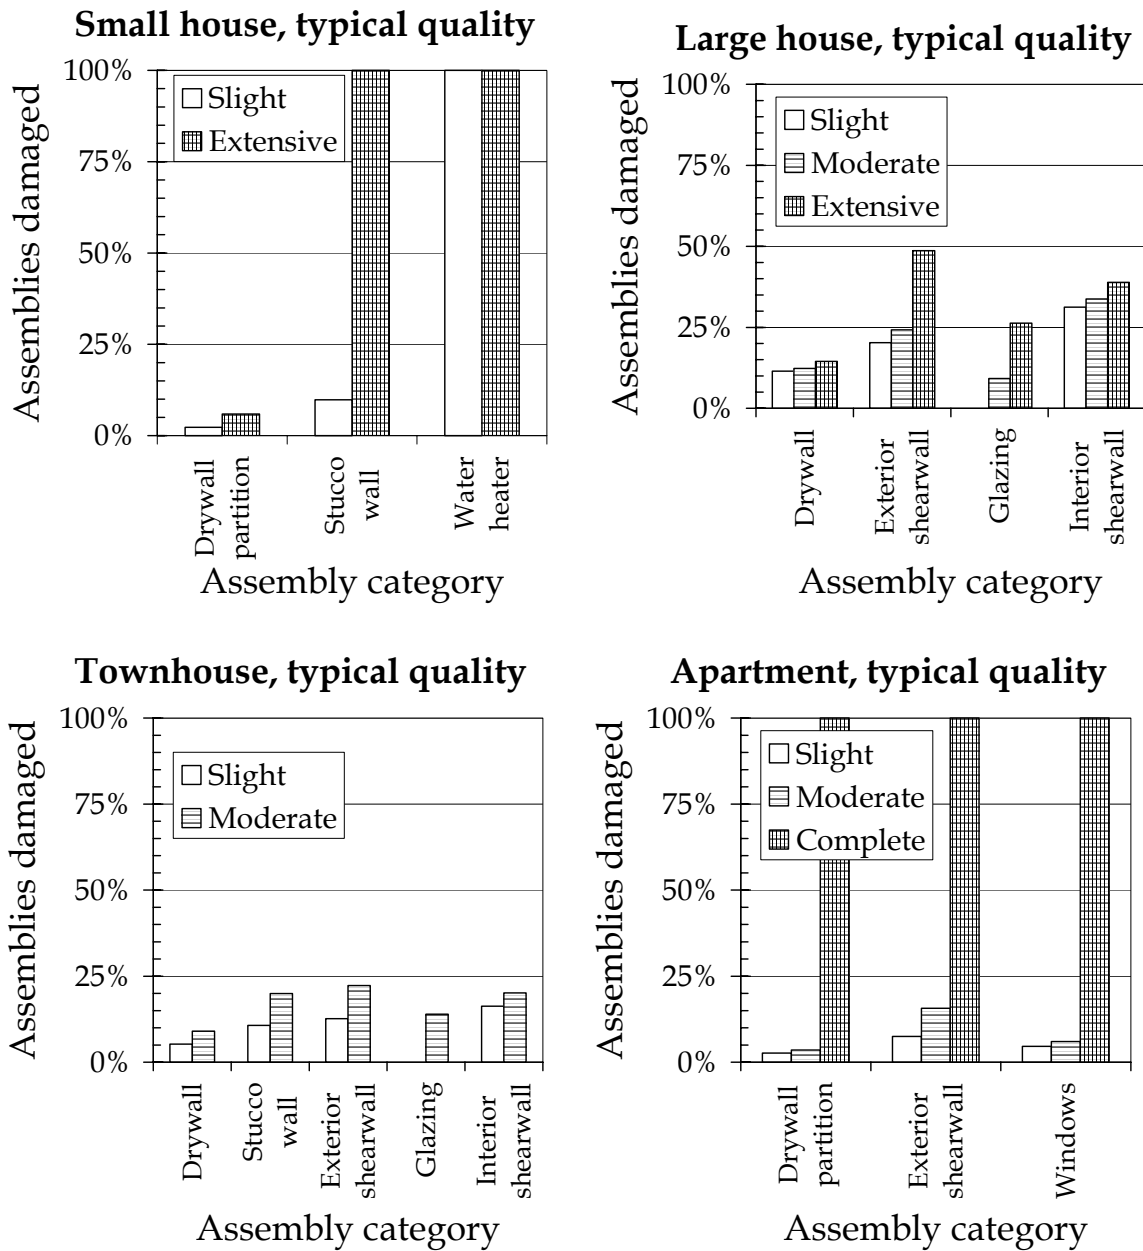 Small house, typical quality
Assemblies damaged
100%
75%
50%
25%
0%
Slight
Extensive
Drywall
partition
Stucco
wall
Water
heater
Assembly category
Large house, typical quality
Assemblies damaged
100%
75%
50%
25%
0%
Slight
Moderate
Extensive
Drywall
Exterior
shearwall
Glazing
Interior
shearwall
Assembly category
Townhouse, typical quality
Assemblies damaged
100%
75%
50%
25%
0%
Slight
Moderate
Drywall
Stucco
wall
Exterior
shearwall
Glazing
Interior
shearwall
Assembly category
Apartment, typical quality
Assemblies damaged
100%
75%
50%
25%
0%
Slight
Moderate
Complete
Drywall
partition
Exterior
shearwall
Windows
Assembly category